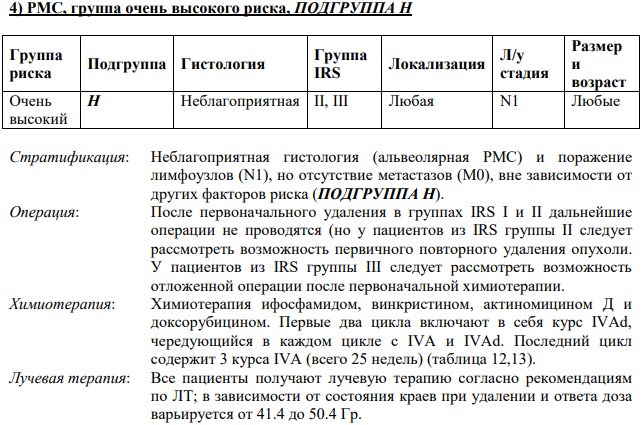 4) РМС, группа очень высокого риска, ПОДГРУППА Н
Группа риска | Подгруппа | Гистология | Группа IRS | Локализация | Л/у стадия | Размер и возраст
Очень высокий | Н | Неблагоприятная | II, III | Любая | N1 | Любые
Стратификация: Неблагоприятная гистология (альвеолярная РМС) и поражение
лимфоузлов (N1), но отсутствие метастазов (M0), вне зависимости от
других факторов риска (ПОДГРУППА Н).
Операция: После первоначального удаления в группах IRS I и II дальнейшие
операции не проводятся (но у пациентов из IRS группы II следует
рассмотреть возможность первичного повторного удаления опухоли.
У пациентов из IRS группы III следует рассмотреть возможность
отложенной операции после первоначальной химиотерапии.
Химиотерапия: Химиотерапия ифосфамидом, винкристином, актиномицином Д и
доксорубицином. Первые два цикла включают в себя курс IVAd,
чередующийся в каждом цикле с IVA и IVAd. Последний цикл
содержит 3 курса IVA (всего 25 недель) (таблица 12,13).
Лучевая терапия: Все пациенты получают лучевую терапию согласно рекомендациям
по ЛТ; в зависимости от состояния краев при удалении и ответа доза
варьируется от 41.4 до 50.4 Гр.